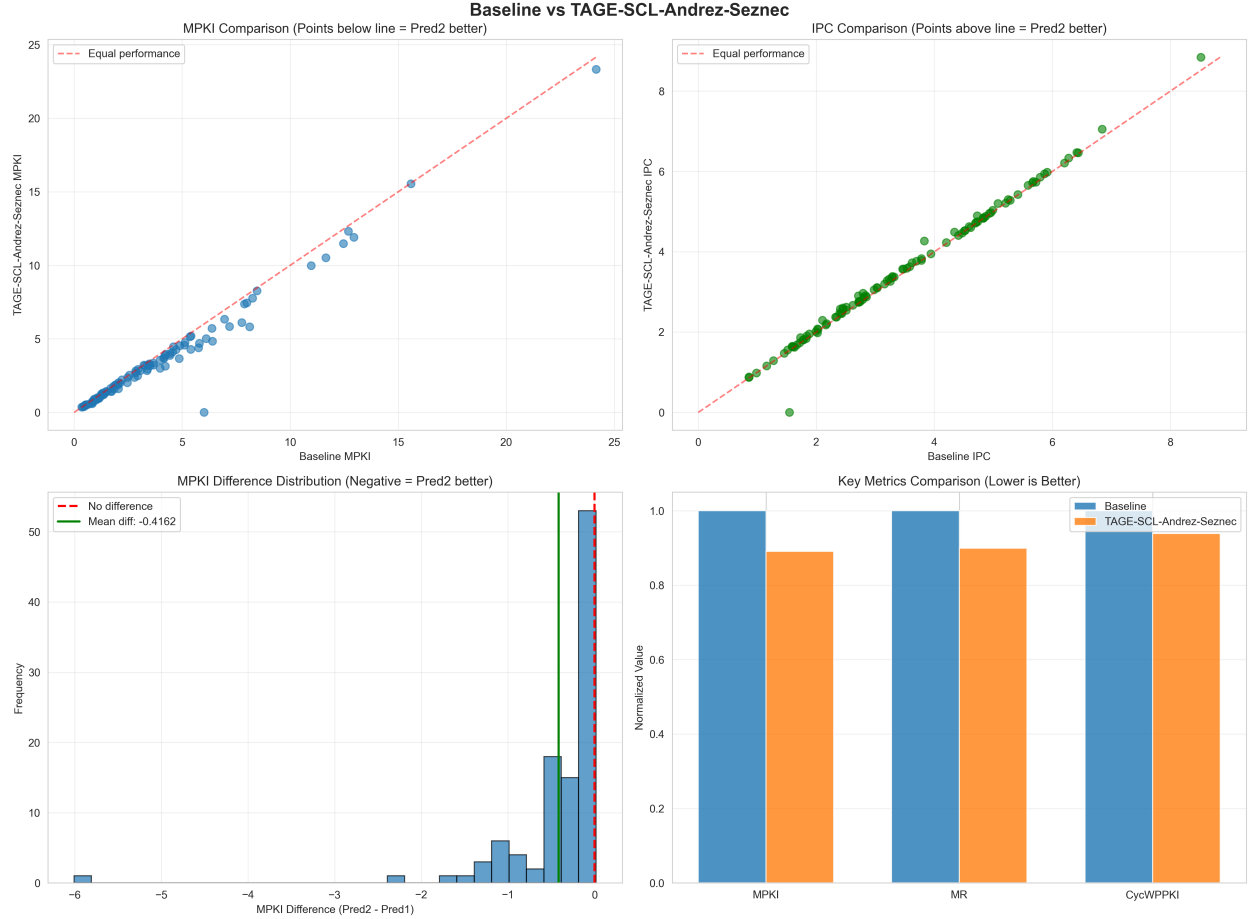 Baseline vs TAGE-SCL-Andrez-Seznec
MPKI Comparison (Points below line = Pred2 better)
Equal performance
25
20
15
10
5
0
TAGE-SCL-Andrez-Seznec MPKI
0 5 10 15 20 25
Baseline MPKI
IPC Comparison (Points above line = Pred2 better)
Equal performance
8
6
4
2
0
TAGE-SCL-Andrez-Seznec IPC
0 2 4 6 8
Baseline IPC
MPKI Difference Distribution (Negative = Pred2 better)
No difference
Mean diff: -0.4162
50
40
30
20
10
0
Frequency
−6 −5 −4 −3 −2 −1 0
MPKI Difference (Pred2 - Pred1)
Key Metrics Comparison (Lower is Better)
Baseline
TAGE-SCL-Andrez-Seznec
1.0
0.8
0.6
0.4
0.2
0.0
Normalized Value
MPKI MR CycWPPKI